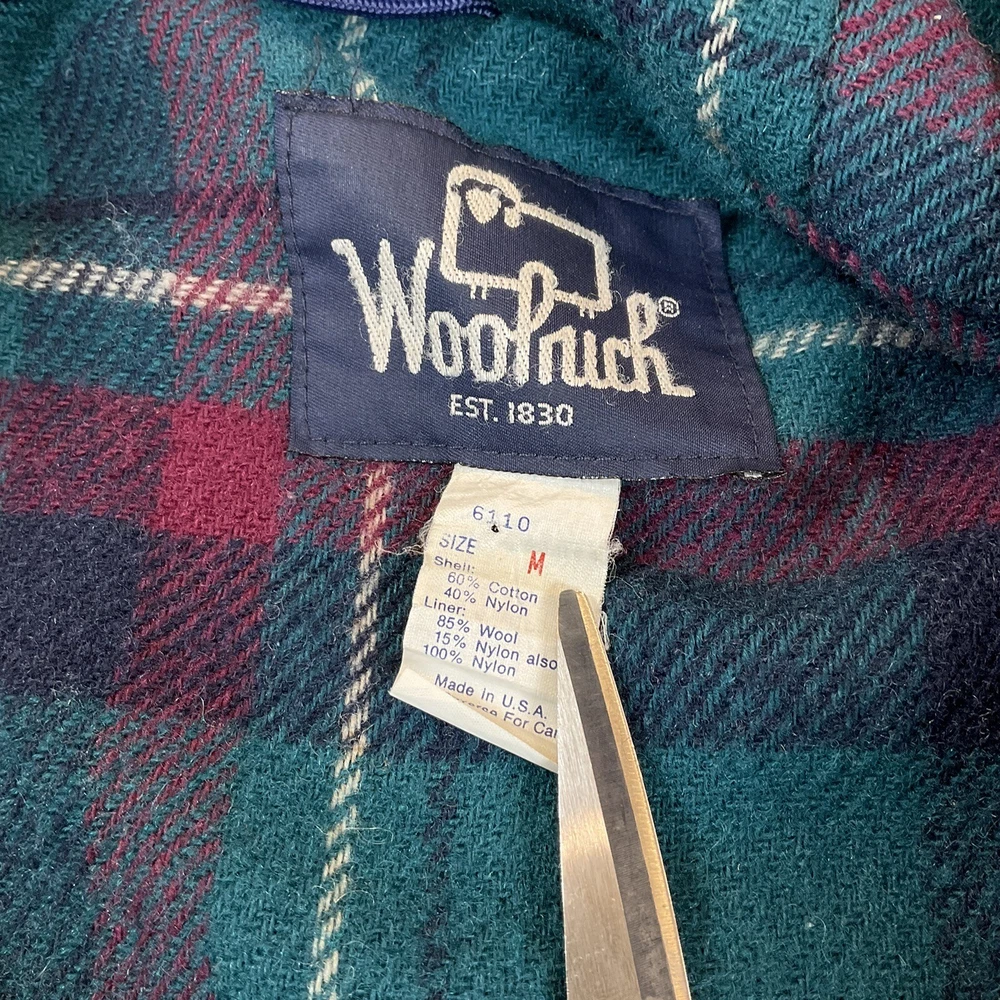 Woolrich®
EST. 1830
6110
SIZE M
Shell:
60% Cotton
40% Nylon
Liner:
85% Wool
15% Nylon also
100% Nylon
Made in U.S.A.
For